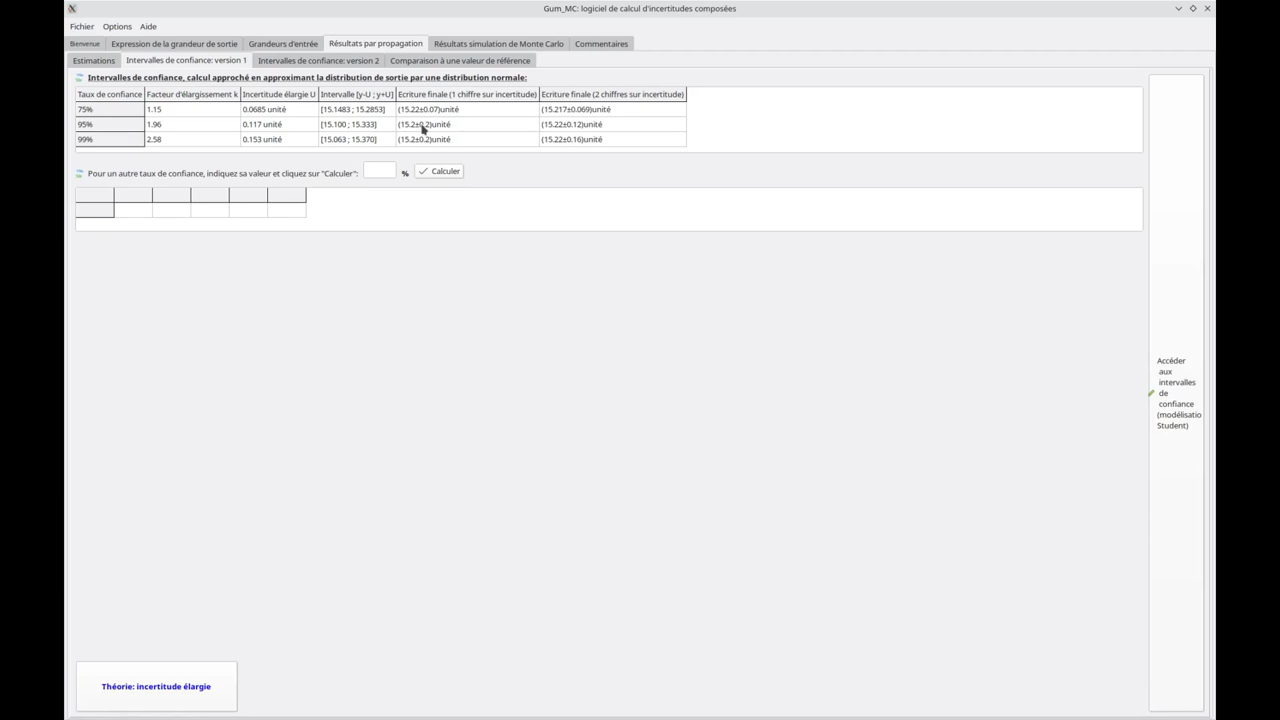 Gum_MC: logiciel de calcul d'incertitudes composées
Fichier Options Aide
Bienvenue Expression de la grandeur de sortie Grandeurs d'entrée Résultats par propagation Résultats simulation de Monte Carlo Commentaires
Estimations Intervalles de confiance: version 1 Intervalles de confiance: version 2 Comparaison à une valeur de référence
Intervalles de confiance, calcul approché en approximant la distribution de sortie par une distribution normale:
Taux de confiance Facteur d'élargissement k Incertitude élargie U Intervalle [y-U ; y+U] Ecriture finale (1 chiffre sur incertitude) Ecriture finale (2 chiffres sur incertitude)
75% 1.15 0.0685 unité [15.1483 ; 15.2853] (15.22±0.07)unité (15.217±0.069)unité
95% 1.96 0.117 unité [15.100 ; 15.333] (15.2±0.2)unité (15.22±0.12)unité
99% 2.58 0.153 unité [15.063 ; 15.370] (15.2±0.2)unité (15.22±0.16)unité
Pour un autre taux de confiance, indiquez sa valeur et cliquez sur "Calculer": % Calculer
Accéder
aux
intervalles
de
confiance
(modélisatio
Student)
Théorie: incertitude élargie